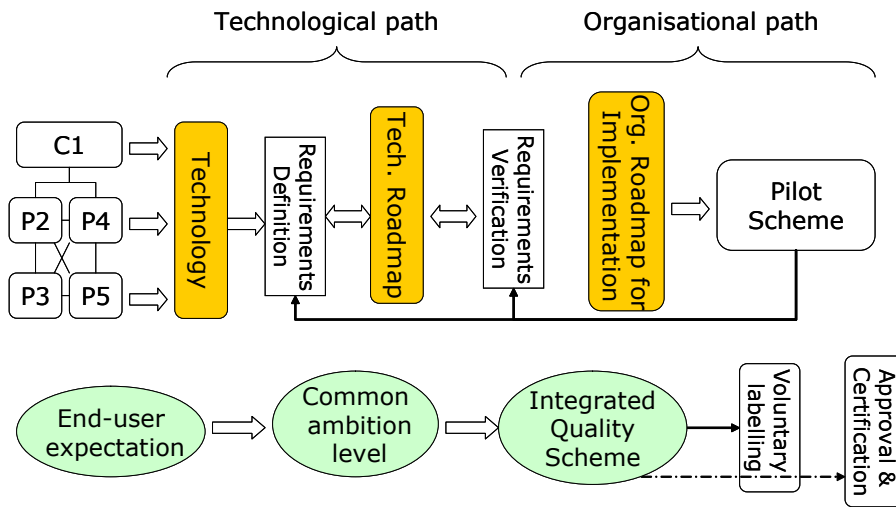 Technological path
Organisational path
C1
P2
P4
P3
P5
Technology
Requirements
Definition
Tech. Roadmap
Requirements
Verification
Org. Roadmap for
Implementation
Pilot
Scheme
End-user
expectation
Common
ambition
level
Integrated
Quality
Scheme
Voluntary
labelling
Approval &
Certification